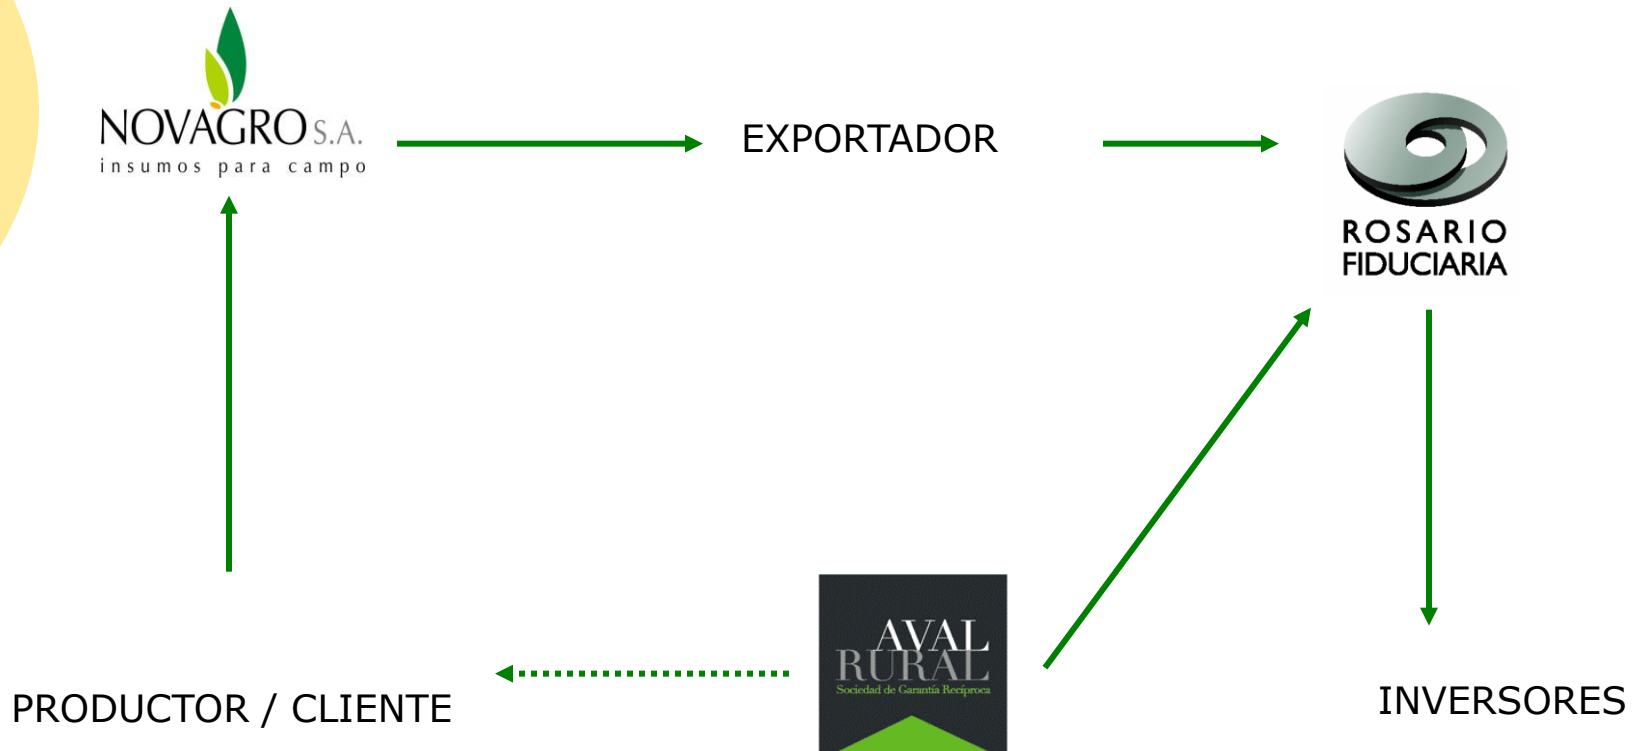 NOVAGRO S.A.
insumos para campo
EXPORTADOR
ROSARIO
FIDUCIARIA
AVAL
RURAL
Sociedad de Garantía Recíproca
PRODUCTOR / CLIENTE
INVERSORES